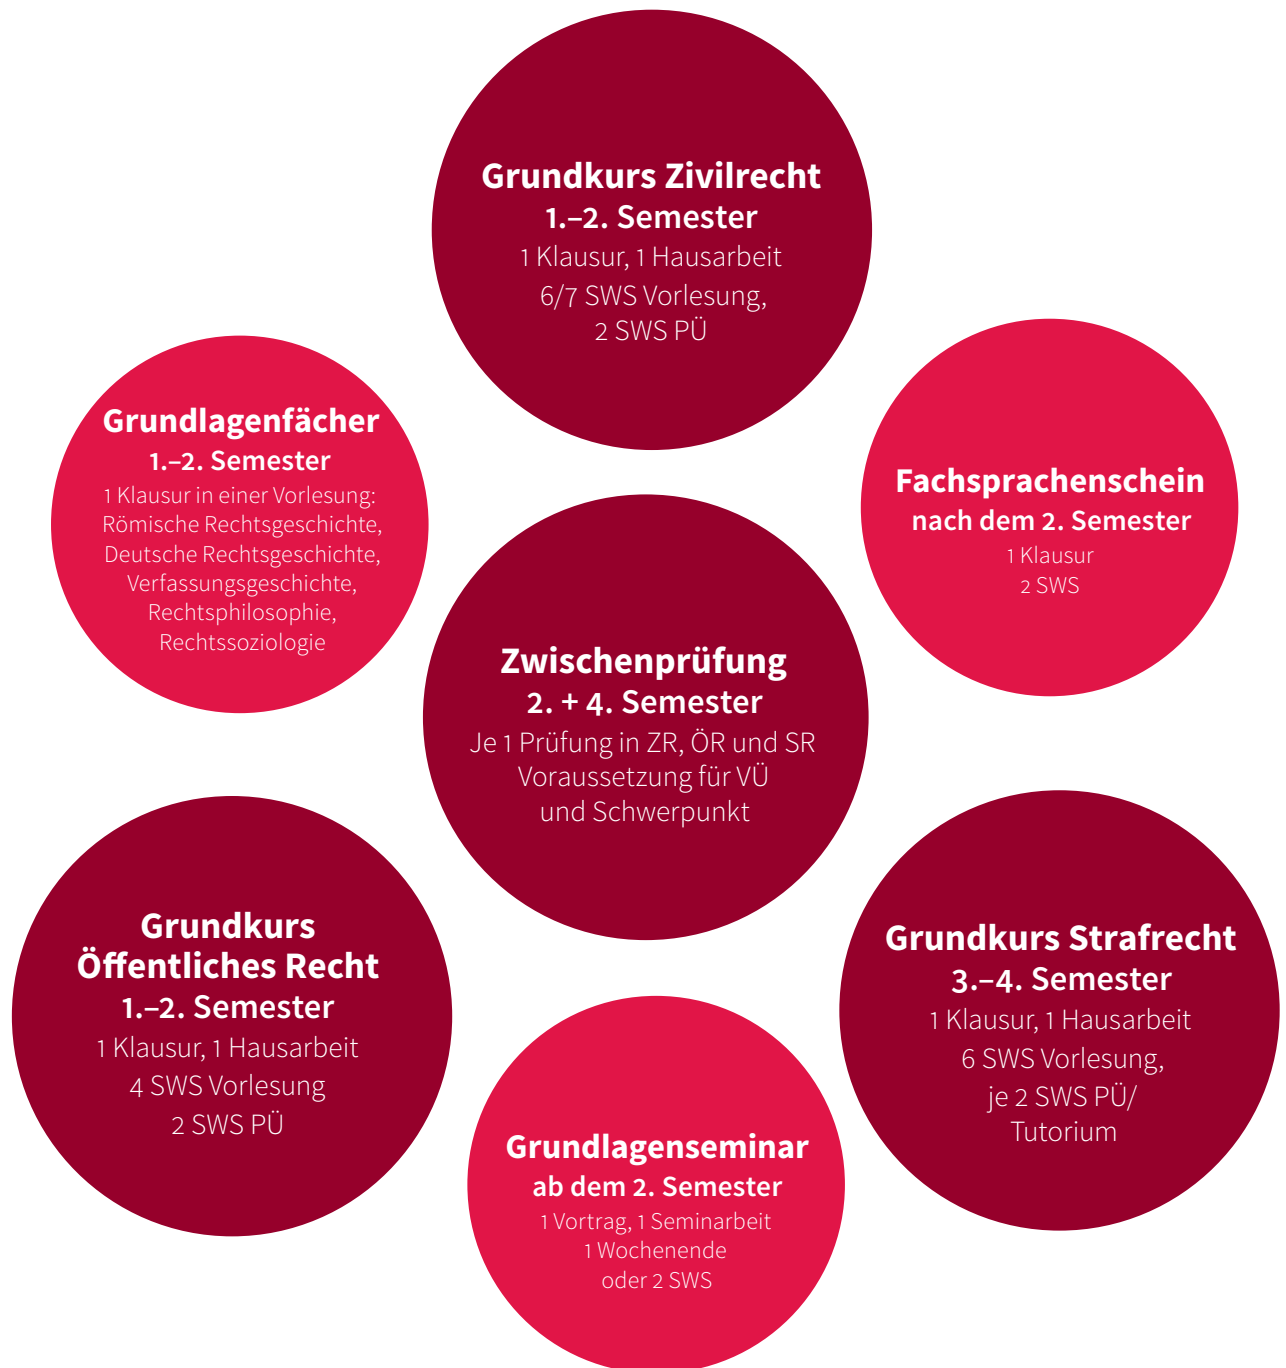 Grundkurs Zivilrecht
1.–2. Semester
1 Klausur, 1 Hausarbeit
6/7 SWS Vorlesung,
2 SWS PÜ
Grundlagenfächer
1.–2. Semester
1 Klausur in einer Vorlesung:
Römische Rechtsgeschichte,
Deutsche Rechtsgeschichte,
Verfassungsgeschichte,
Rechtsphilosophie,
Rechtssoziologie
Fachsprachenschein
nach dem 2. Semester
1 Klausur
2 SWS
Zwischenprüfung
2. + 4. Semester
Je 1 Prüfung in ZR, ÖR und SR
Voraussetzung für VÜ
und Schwerpunkt
Grundkurs
Öffentliches Recht
1.–2. Semester
1 Klausur, 1 Hausarbeit
4 SWS Vorlesung
2 SWS PÜ
Grundkurs Strafrecht
3.–4. Semester
1 Klausur, 1 Hausarbeit
6 SWS Vorlesung,
je 2 SWS PÜ/
Tutorium
Grundlagenseminar
ab dem 2. Semester
1 Vortrag, 1 Seminarbeit
1 Wochenende
oder 2 SWS